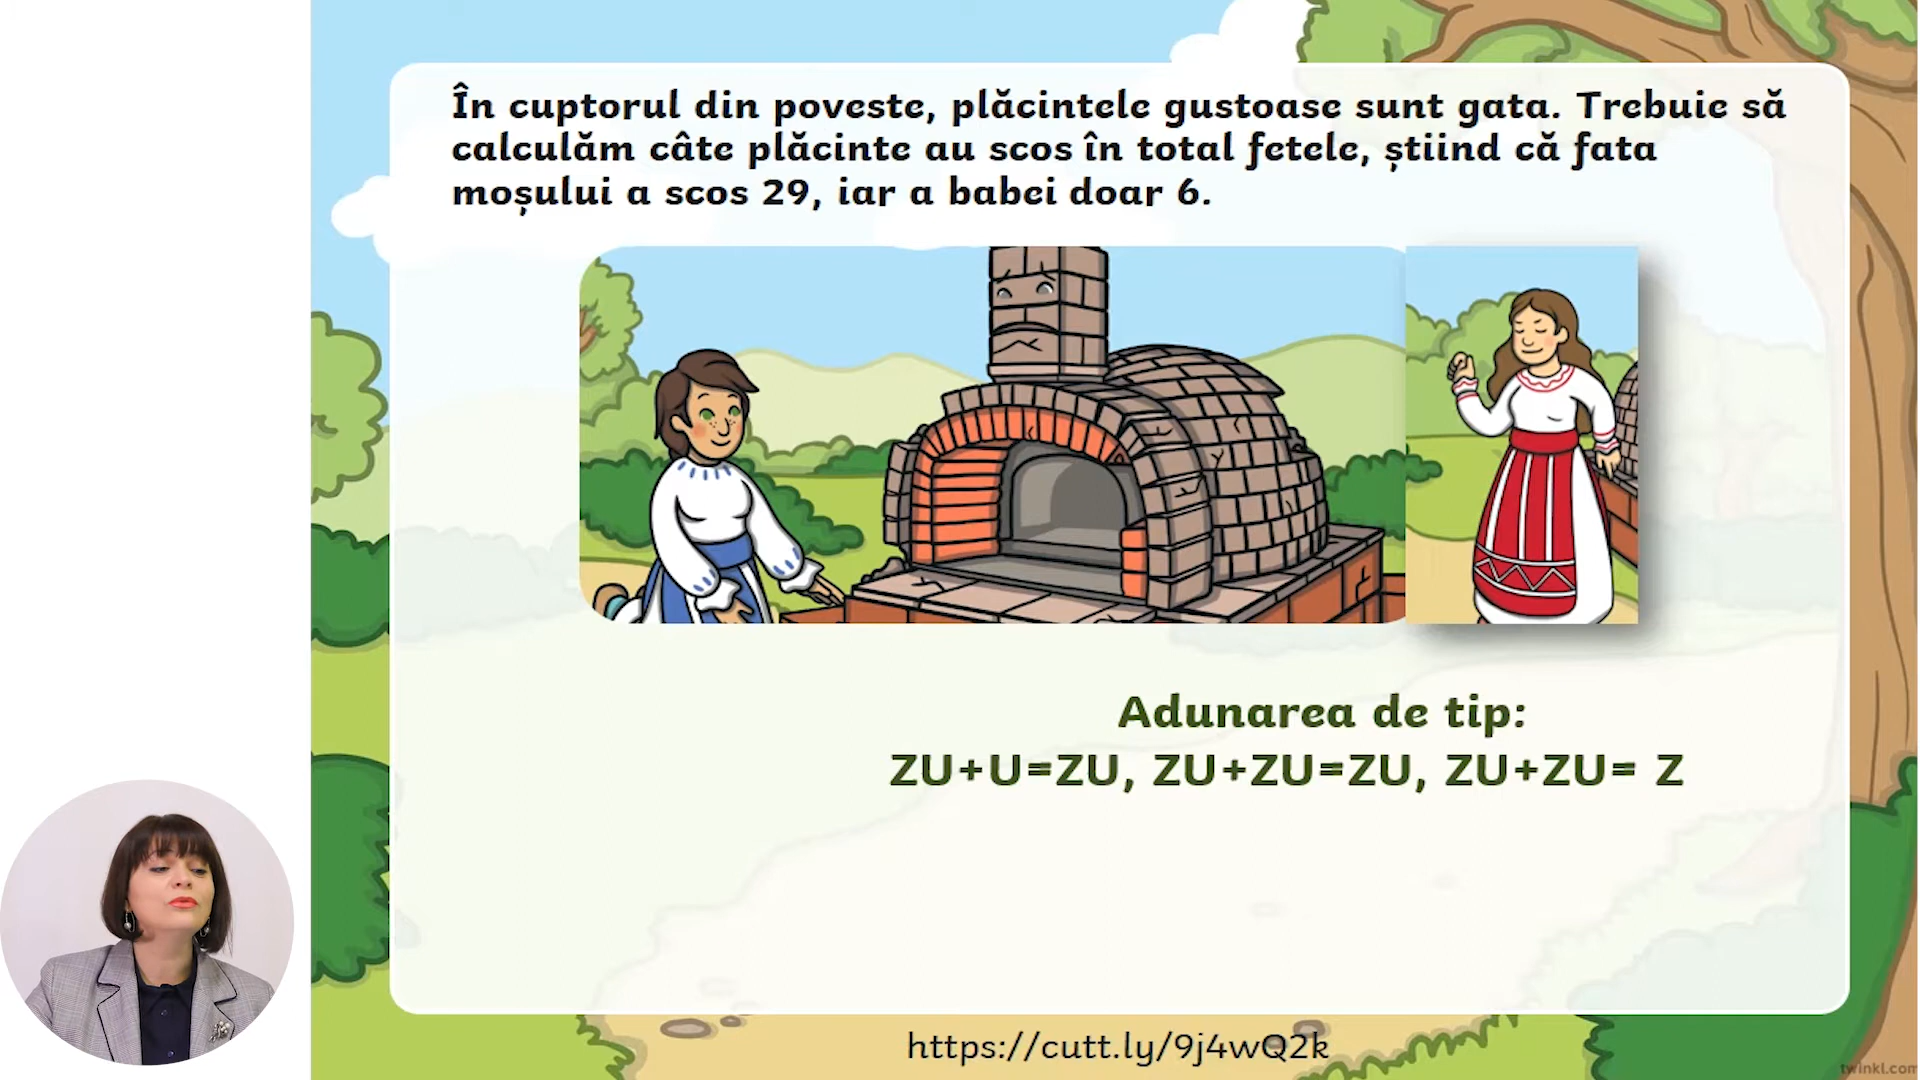 În cuptorul din poveste, plăcintele gustoase sunt gata. Trebuie să
calculăm câte plăcinte au scos în total fetele, știind că fata
moșului a scos 29, iar a babei doar 6.
Adunarea de tip:
ZU+U=ZU, ZU+ZU=ZU, ZU+ZU= Z
https://cutt.ly/9j4wQ2k
twinkl.com